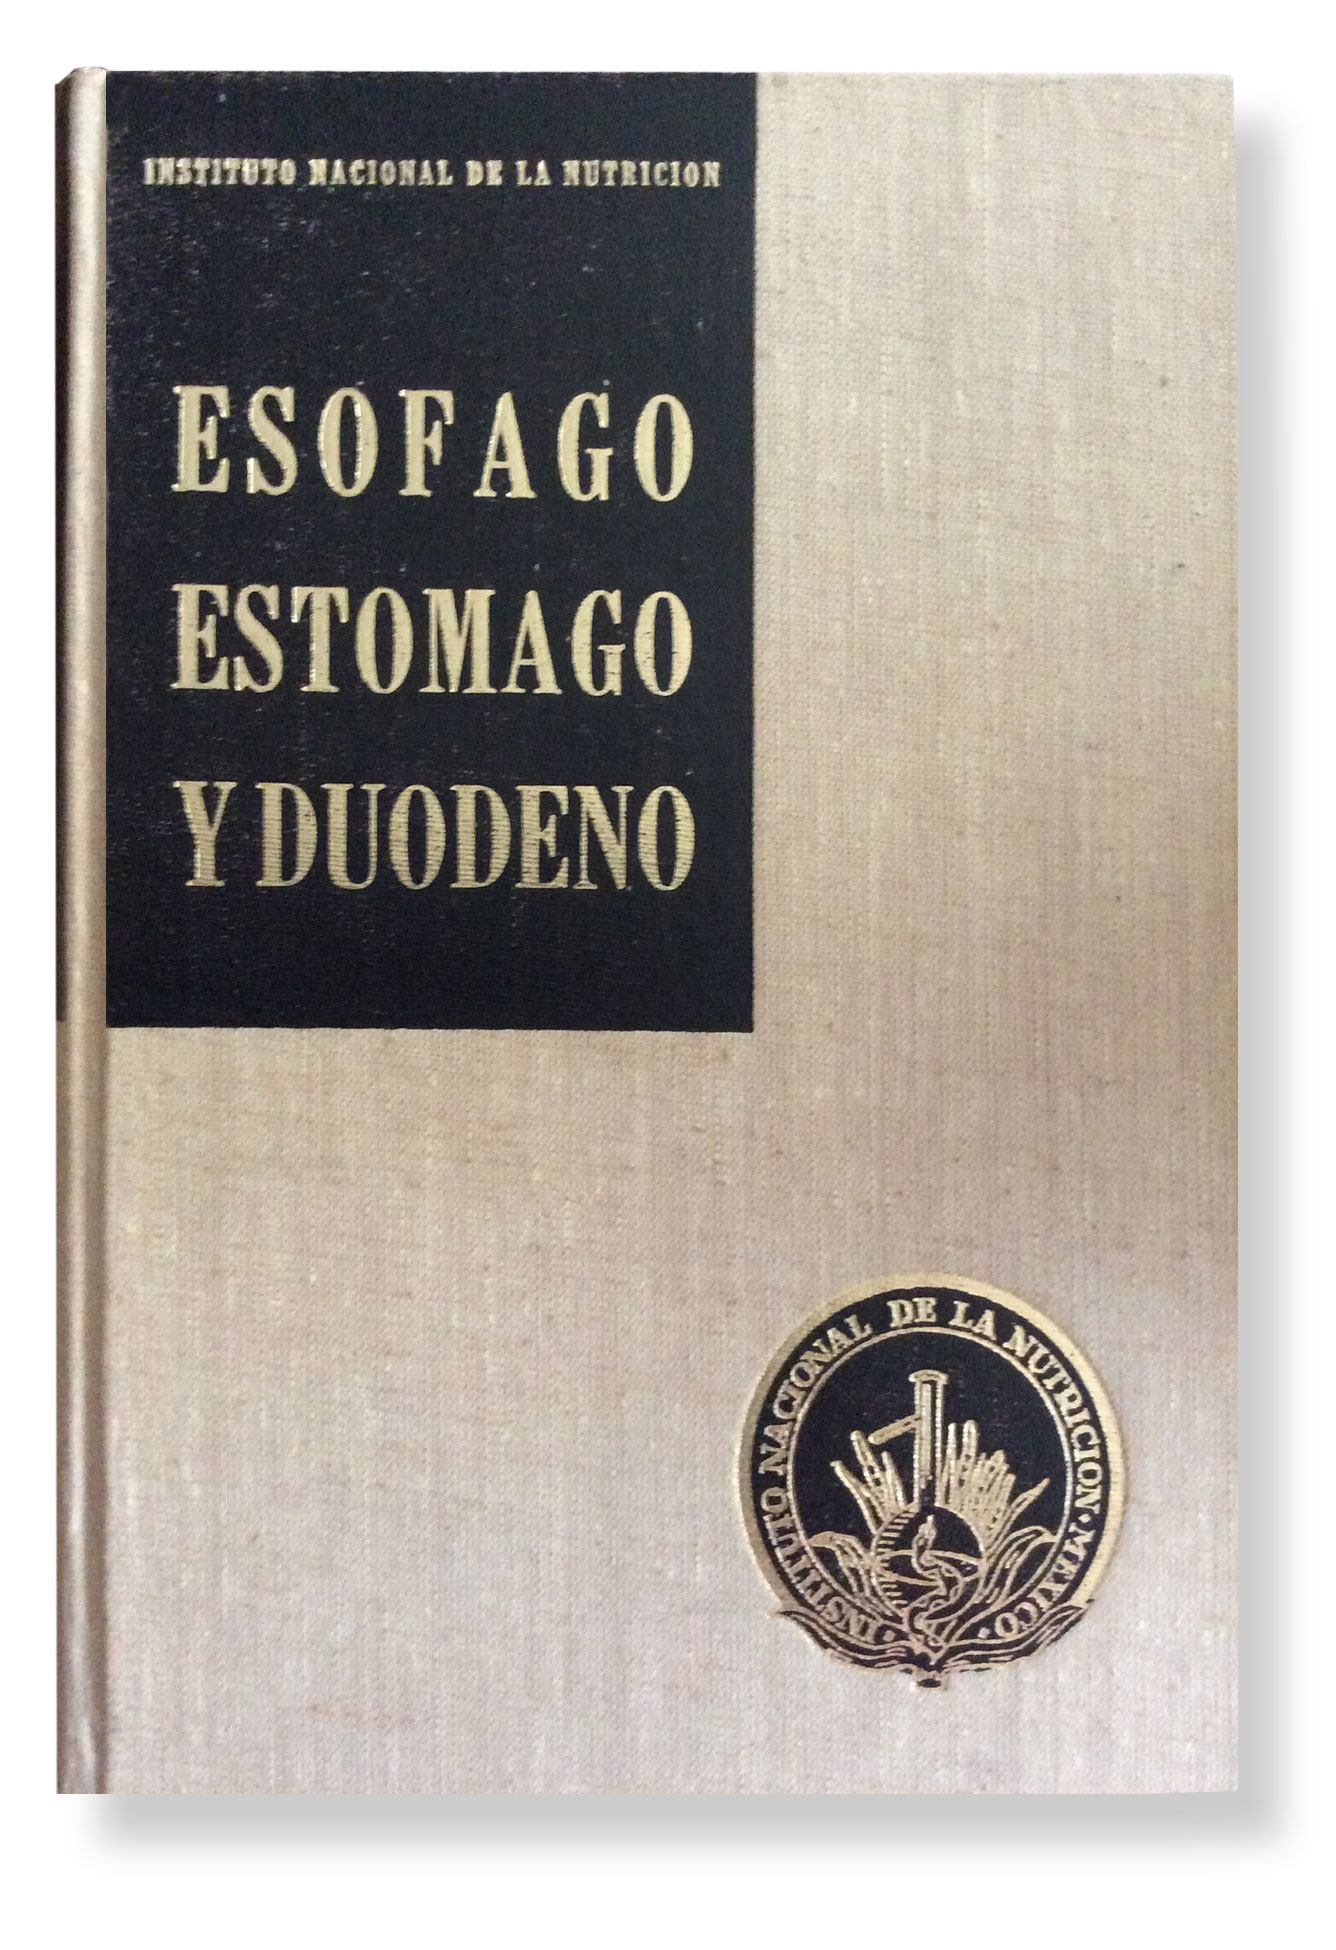 INSTITUTO NACIONAL DE LA NUTRICION
ESOFAGO
ESTOMAGO
Y DUODENO
INSTITUTO NACIONAL DE LA NUTRICION · MEXICO ·